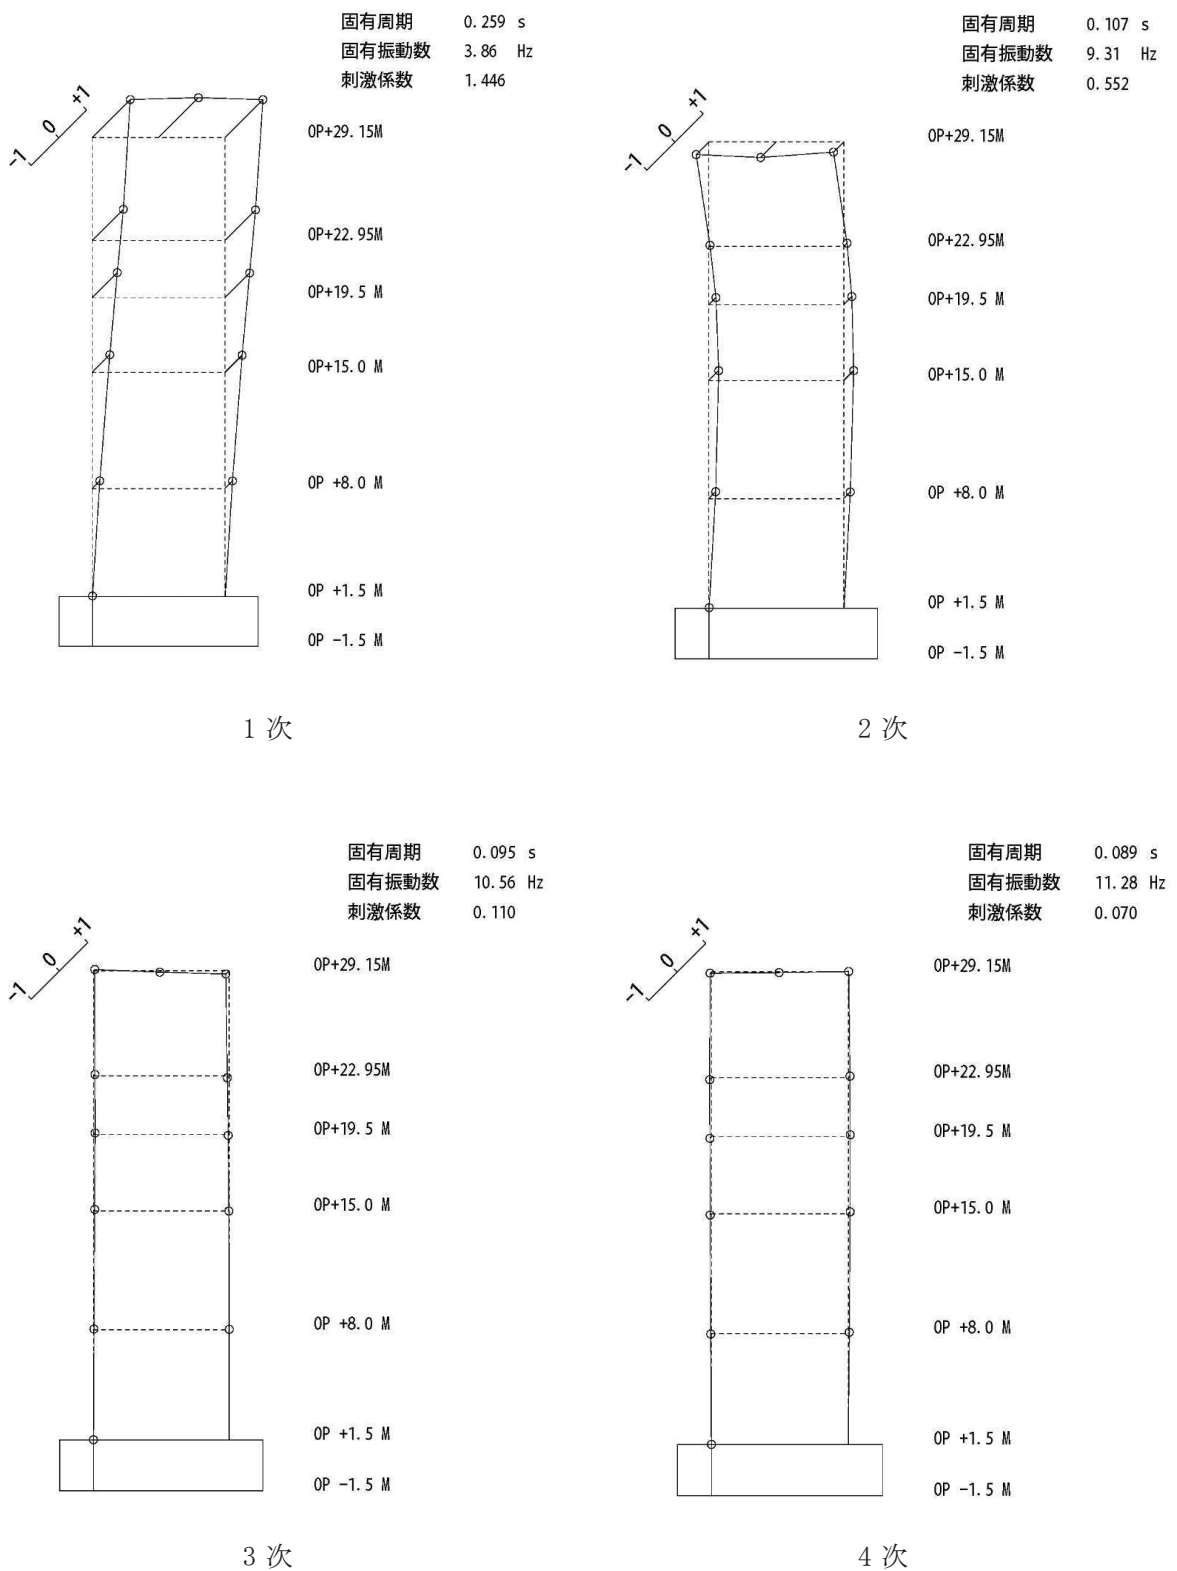 固有周期 0.259 s
固有振動数 3.86 Hz
刺激係数 1.446
+1
0
-1
OP+29.15M
OP+22.95M
OP+19.5 M
OP+15.0 M
OP +8.0 M
OP +1.5 M
OP -1.5 M
1次
固有周期 0.107 s
固有振動数 9.31 Hz
刺激係数 0.552
+1
0
-1
OP+29.15M
OP+22.95M
OP+19.5 M
OP+15.0 M
OP +8.0 M
OP +1.5 M
OP -1.5 M
2次
固有周期 0.095 s
固有振動数 10.56 Hz
刺激係数 0.110
+1
0
-1
OP+29.15M
OP+22.95M
OP+19.5 M
OP+15.0 M
OP +8.0 M
OP +1.5 M
OP -1.5 M
3次
固有周期 0.089 s
固有振動数 11.28 Hz
刺激係数 0.070
+1
0
-1
OP+29.15M
OP+22.95M
OP+19.5 M
OP+15.0 M
OP +8.0 M
OP +1.5 M
OP -1.5 M
4次